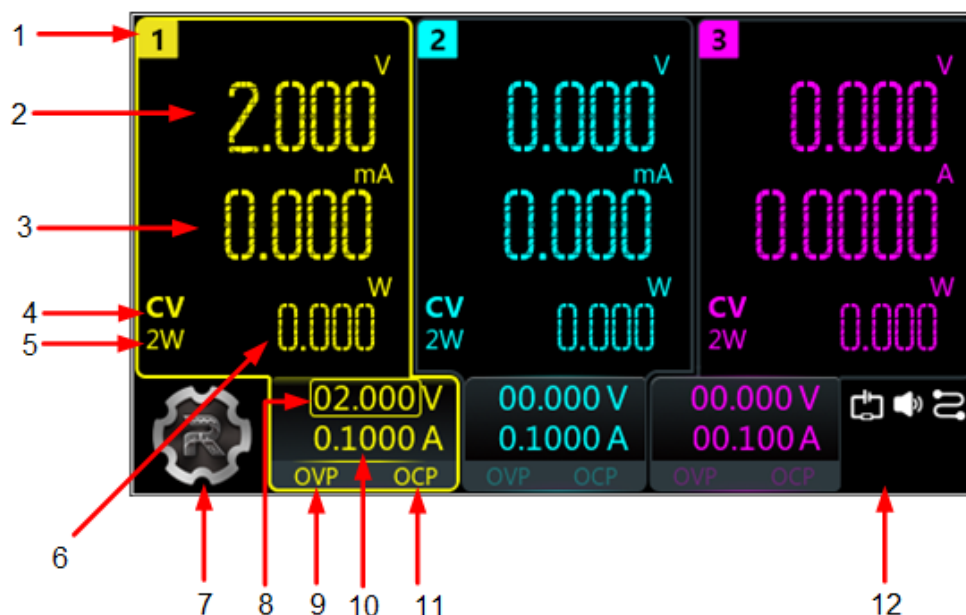 1 1 2 3
V V V
2 2.000 0.000 0.000
mA mA A
3 0.000 0.000 0.0000
W W W
4 CV CV CV
5 2W 0.000 2W 0.000 2W 0.000
02.000 V 00.000 V 00.000 V
0.1000 A 0.1000 A 00.100 A
OVP OCP OVP OCP OVP OCP
R
6 7 8 9 10 11 12